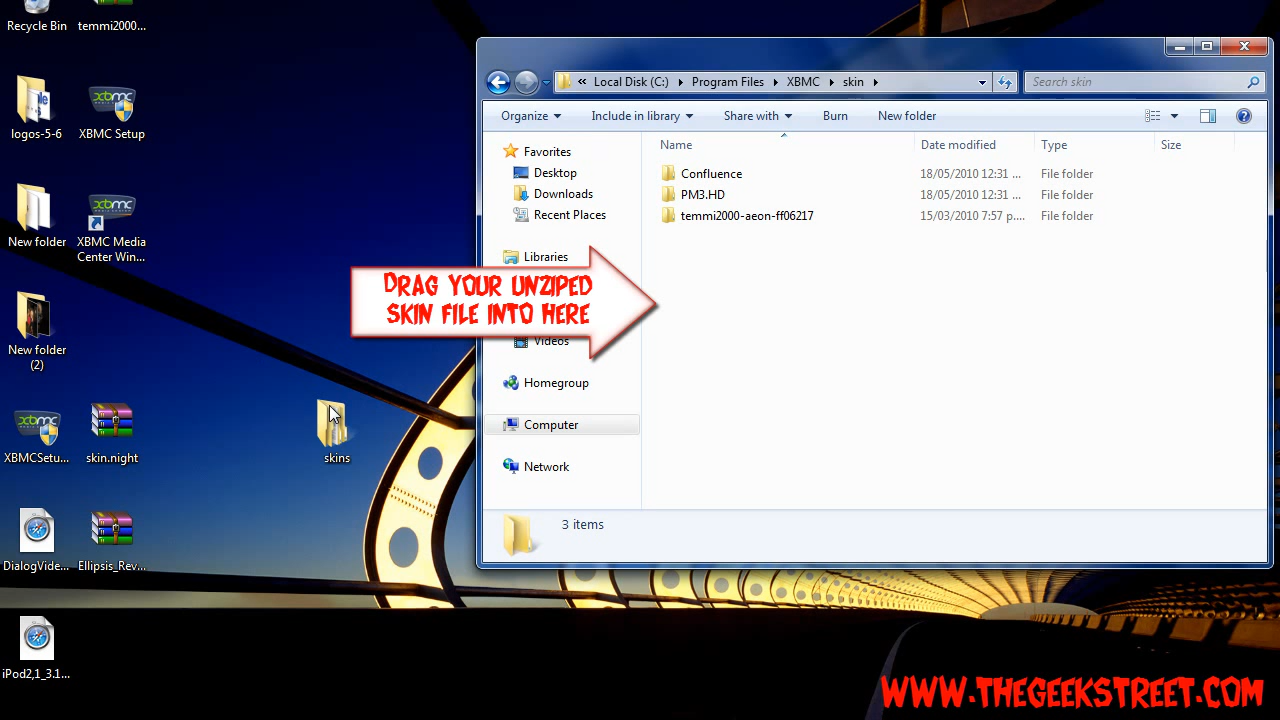 Recycle Bin
temmi2000...
logos-5-6
XBMC Setup
New folder
XBMC Media
Center Win...
New folder
(2)
XBMCSetu...
skin.night
skins
DialogVide...
Ellipsis_Rev...
iPod2,1_3.1...
« Local Disk (C:) Program Files XBMC skin
Search skin
Organize Include in library Share with Burn New folder
Name Date modified Type Size
Favorites
Desktop
Downloads
Recent Places
Libraries
Videos
Homegroup
Computer
Network
Confluence 18/05/2010 12:31 ... File folder
PM3.HD 18/05/2010 12:31 ... File folder
temmi2000-aeon-ff06217 15/03/2010 7:57 p.... File folder
Drag your unziped
skin file into here
3 items
www.thegeekstreet.com